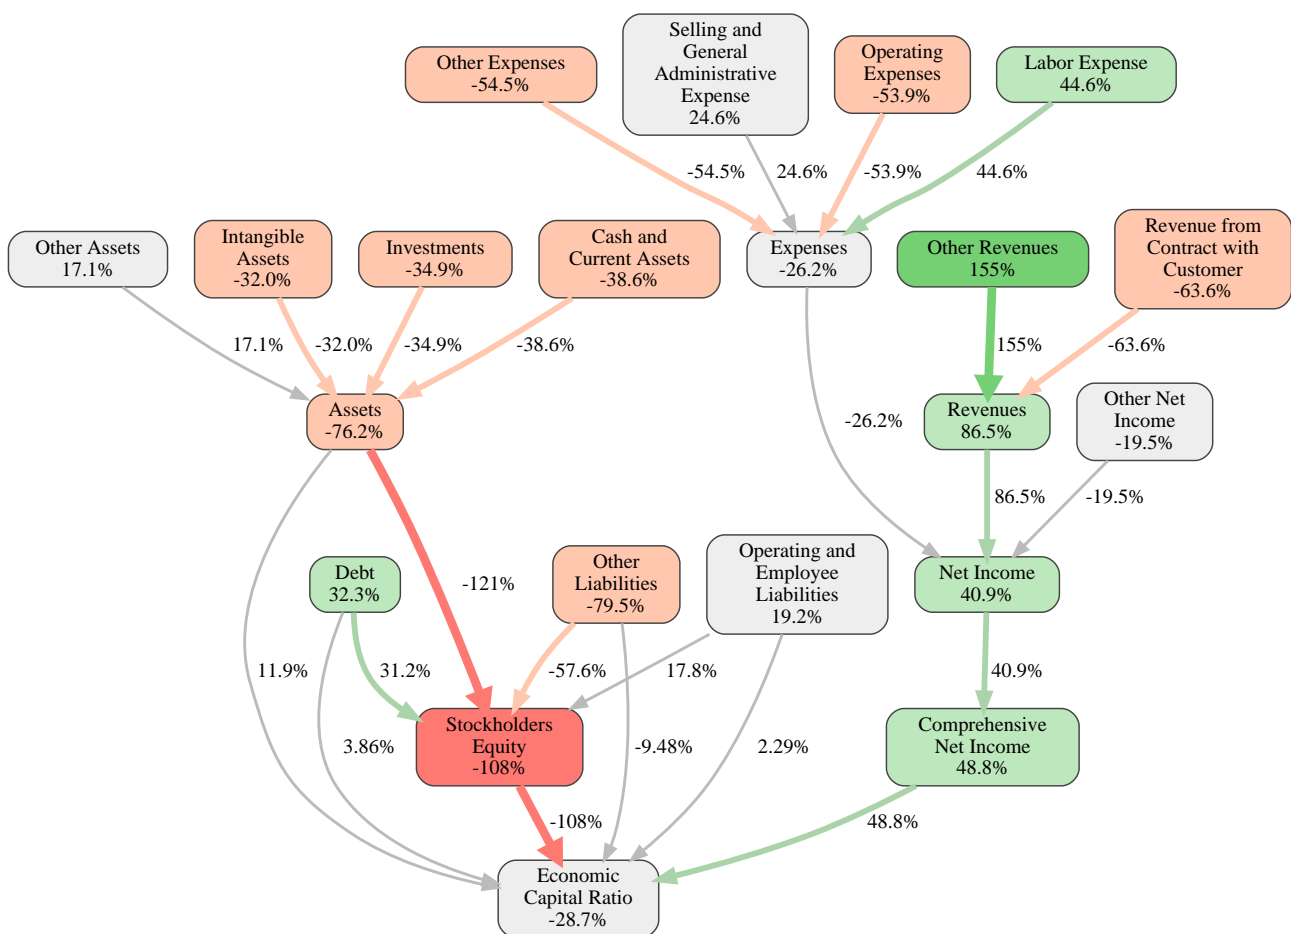 Other Expenses
-54.5%
Selling and
General
Administrative
Expense
24.6%
Operating
Expenses
-53.9%
Labor Expense
44.6%
-54.5%
24.6%
-53.9%
44.6%
Other Assets
17.1%
Intangible
Assets
-32.0%
Investments
-34.9%
Cash and
Current Assets
-38.6%
Expenses
-26.2%
Other Revenues
155%
Revenue from
Contract with
Customer
-63.6%
17.1%
-32.0%
-34.9%
-38.6%
155%
-63.6%
Assets
-76.2%
-26.2%
Revenues
86.5%
Other Net
Income
-19.5%
86.5%
-19.5%
Debt
32.3%
-121%
Other
Liabilities
-79.5%
Operating and
Employee
Liabilities
19.2%
Net Income
40.9%
11.9%
31.2%
-57.6%
17.8%
40.9%
3.86%
Stockholders
Equity
-108%
-9.48%
2.29%
Comprehensive
Net Income
48.8%
-108%
48.8%
Economic
Capital Ratio
-28.7%